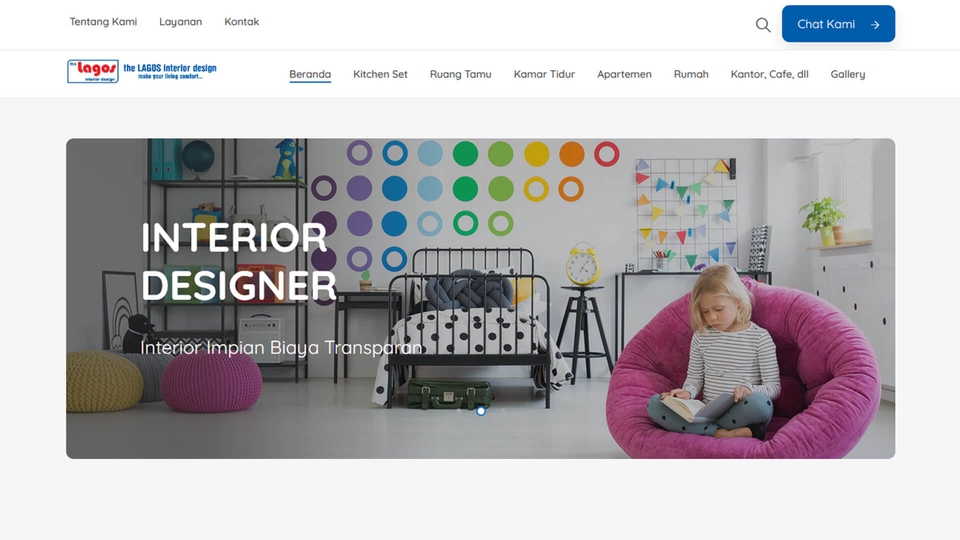 Tentang Kami
Layanan
Kontak
Chat Kami
the
Lagos
interior design
the LAGOS interior design
make your living comfort...
Beranda
Kitchen Set
Ruang Tamu
Kamar Tidur
Apartemen
Rumah
Kantor, Cafe, dll
Gallery
INTERIOR
DESIGNER
Interior Impian Biaya Transparan